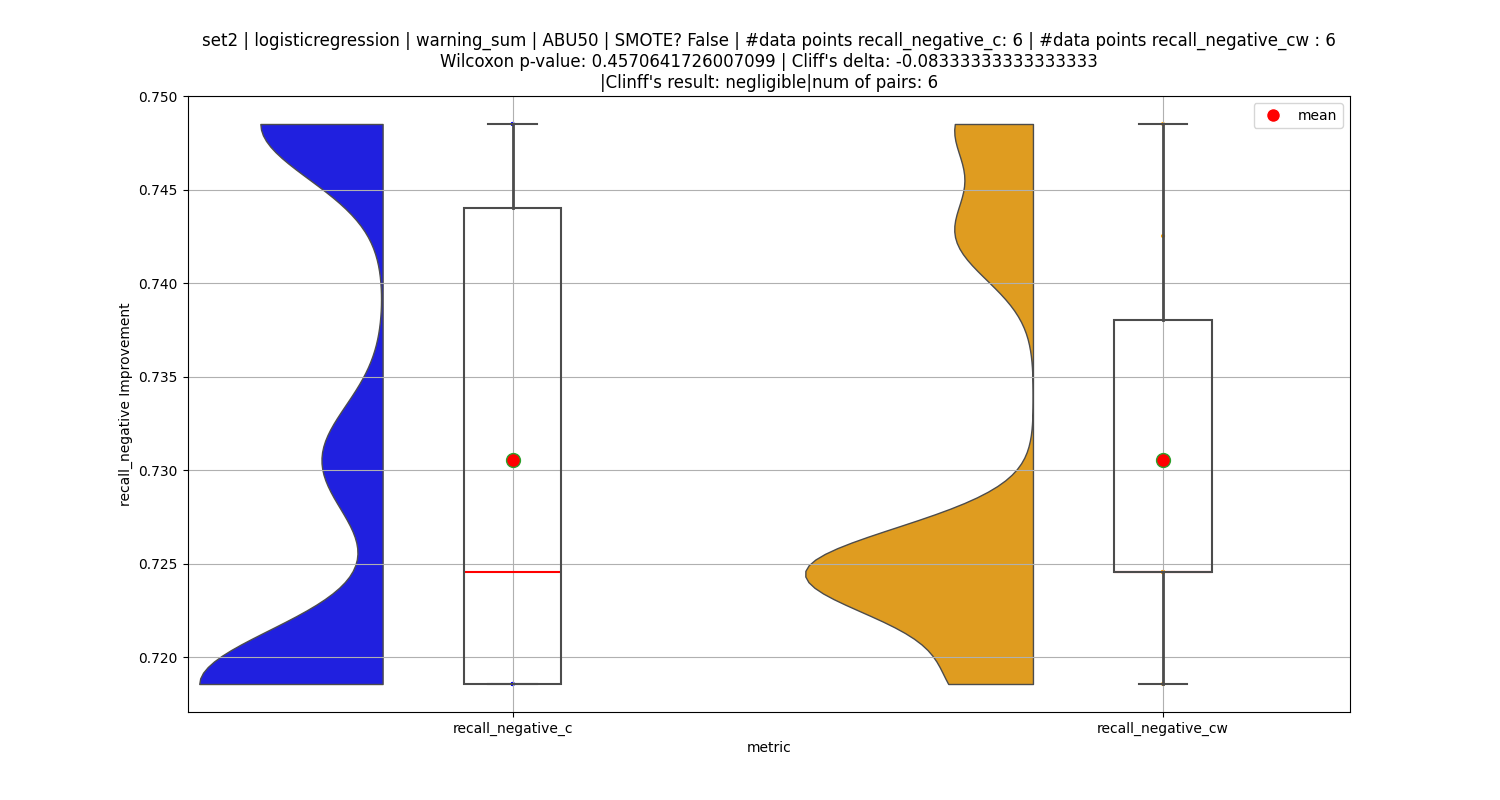 set2 | logisticregression | warning_sum | ABU50 | SMOTE? False | #data points recall_negative_c: 6 | #data points recall_negative_cw : 6
Wilcoxon p-value: 0.4570641726007099 | Cliff's delta: -0.08333333333333333
|Clinff's result: negligible|num of pairs: 6
mean
0.750
0.745
0.740
0.735
0.730
0.725
0.720
recall_negative Improvement
recall_negative_c
recall_negative_cw
metric